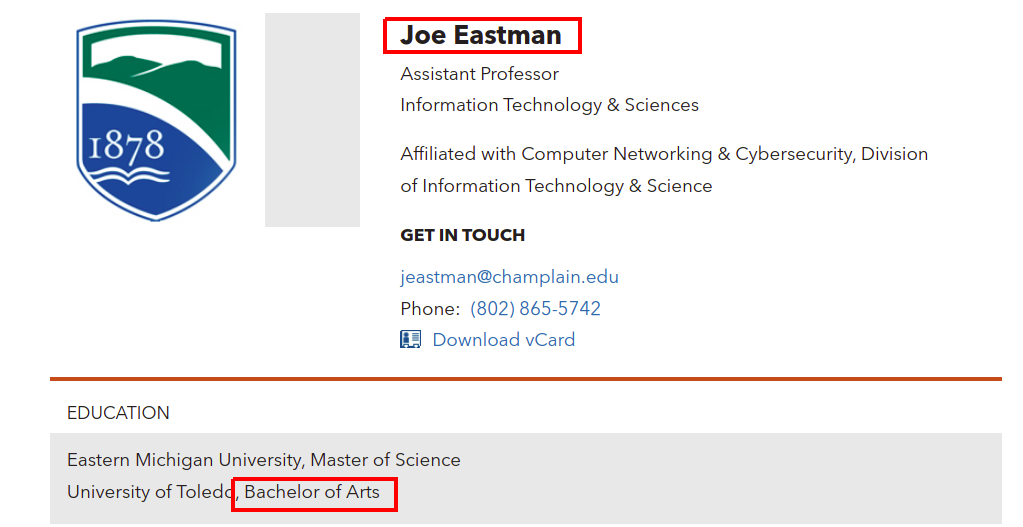 1878
Joe Eastman
Assistant Professor
Information Technology & Sciences
Affiliated with Computer Networking & Cybersecurity, Division
of Information Technology & Science
GET IN TOUCH
jeastman@champlain.edu
Phone: (802) 865-5742
Download vCard
EDUCATION
Eastern Michigan University, Master of Science
University of Toledo, Bachelor of Arts